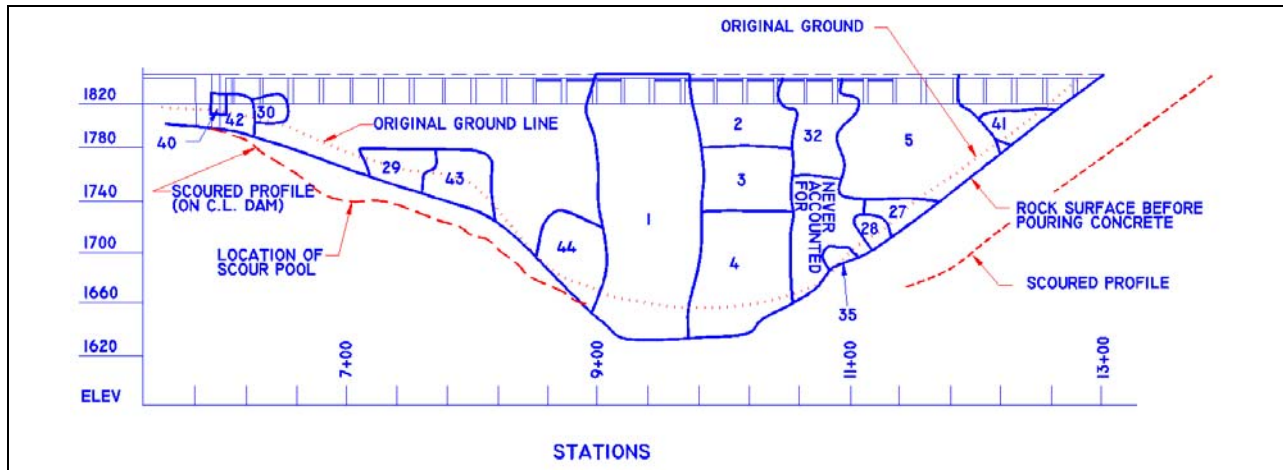 ORIGINAL GROUND
1820
1780
1740
1700
1660
1620
ELEV
40
42
30
ORIGINAL GROUND LINE
SCOURED PROFILE
(ON C.L. DAM)
LOCATION OF
SCOUR POOL
29
43
44
1
2
3
4
32
NEVER
ACCOUNTED
FOR
5
41
27
28
35
ROCK SURFACE BEFORE
POURING CONCRETE
SCOURED PROFILE
7+00
9+00
11+00
13+00
STATIONS